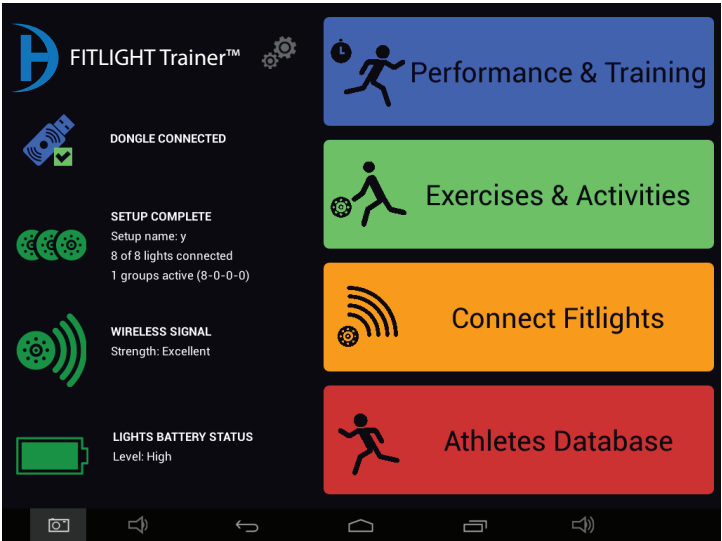 FITLIGHT Trainer™
DONGLE CONNECTED
SETUP COMPLETE
Setup name: y
8 of 8 lights connected
1 groups active (8-0-0-0)
WIRELESS SIGNAL
Strength: Excellent
LIGHTS BATTERY STATUS
Level: High
Performance & Training
Exercises & Activities
Connect Fitlights
Athletes Database